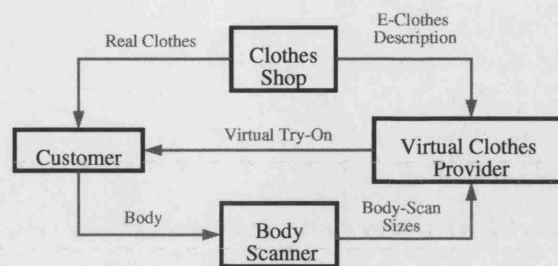 E-Clothes
Description
Real Clothes
Clothes
Shop
Virtual Try-On
Customer
Virtual Clothes
Provider
Body
Body
Scanner
Body-Scan
Sizes